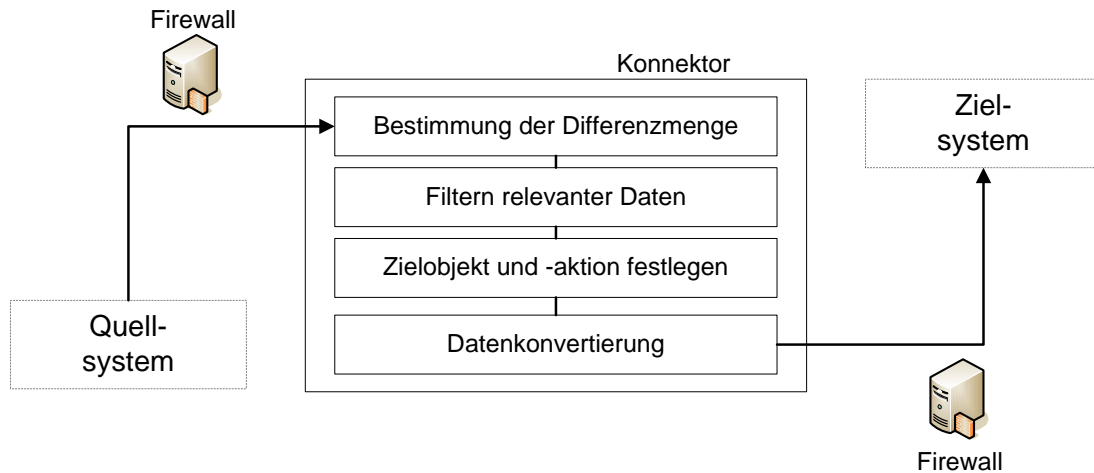 Firewall
Konnektor
Bestimmung der Differenzmenge
Filtern relevanter Daten
Zielobjekt und -aktion festlegen
Datenkonvertierung
Quell-
system
Ziel-
system
Firewall